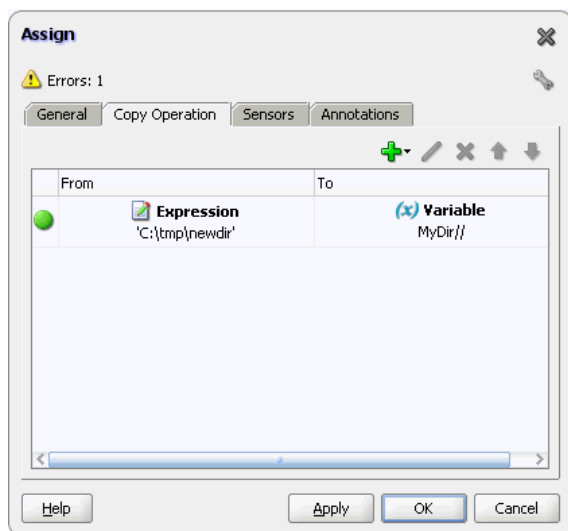 Assign
Errors: 1
General Copy Operation Sensors Annotations
From To
Expression (x) Variable
'C:\tmp\newdir' MyDir//
Help Apply OK Cancel